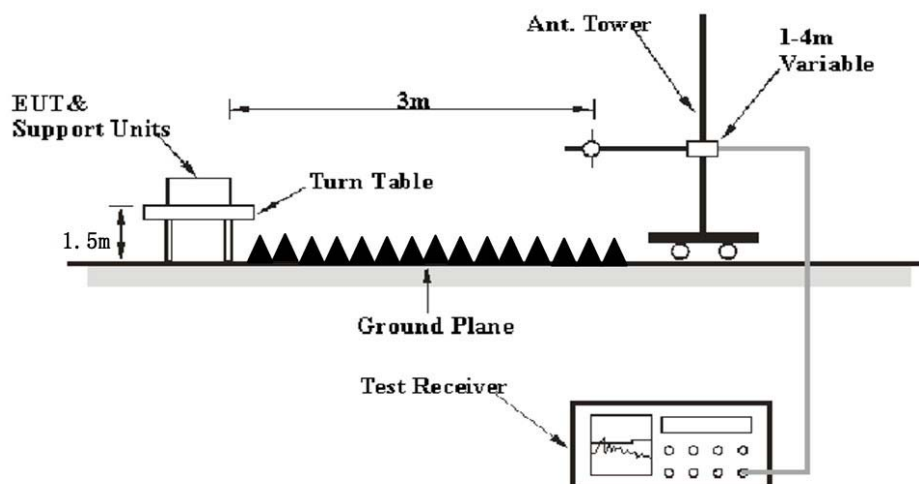 Ant. Tower
1-4m
Variable
EUT&
Support Units
3m
Turn Table
1.5m
Ground Plane
Test Receiver